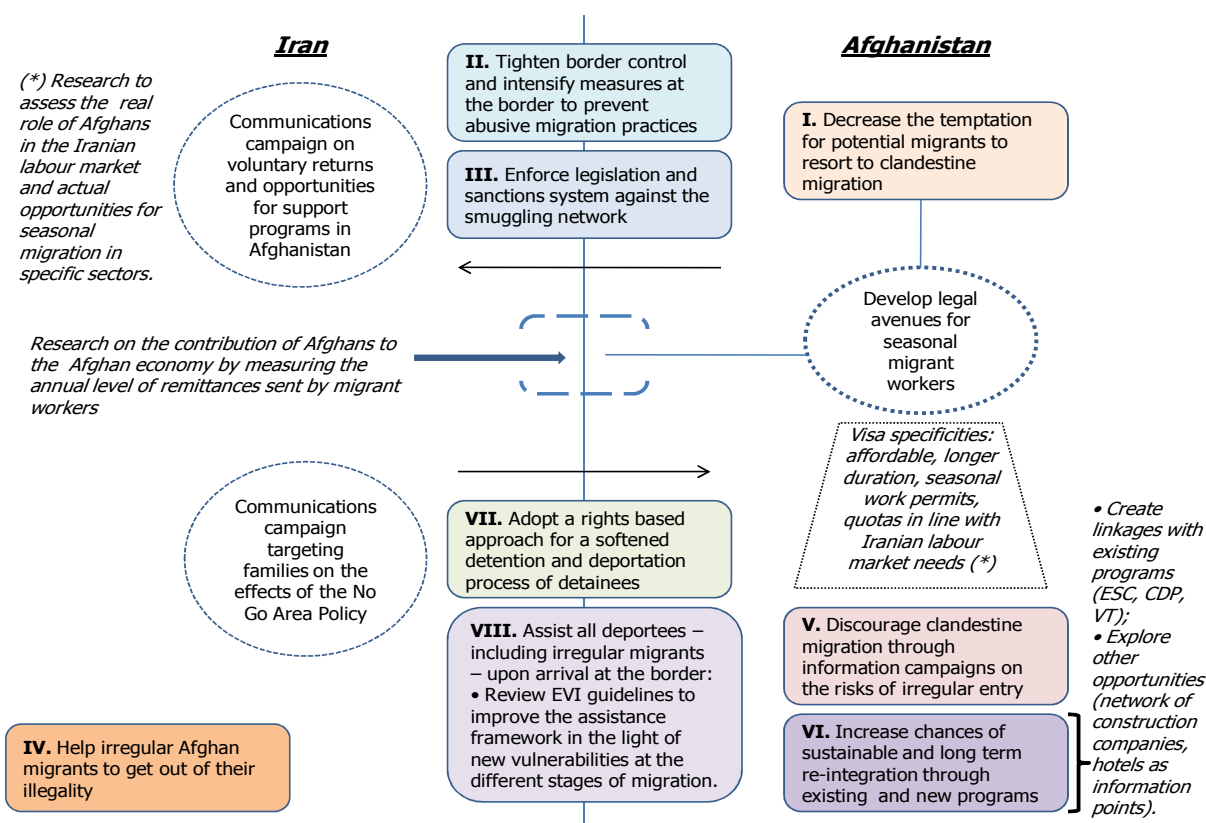 Iran
Afghanistan
(*) Research to
assess the real
role of Afghans
in the Iranian
labour market
and actual
opportunities for
seasonal
migration in
specific sectors.
Communications
campaign on
voluntary returns
and opportunities
for support
programs in
Afghanistan
II. Tighten border control
and intensify measures at
the border to prevent
abusive migration practices
III. Enforce legislation and
sanctions system against the
smuggling network
I. Decrease the temptation
for potential migrants to
resort to clandestine
migration
Develop legal
avenues for
seasonal
migrant
workers
Research on the contribution of Afghans to
the Afghan economy by measuring the
annual level of remittances sent by migrant
workers
Visa specificities:
affordable, longer
duration, seasonal
work permits,
quotas in line with
Iranian labour
market needs (*)
Communications
campaign
targeting
families on the
effects of the No
Go Area Policy
VII. Adopt a rights based
approach for a softened
detention and deportation
process of detainees
VIII. Assist all deportees –
including irregular migrants
– upon arrival at the border:
• Review EVI guidelines to
improve the assistance
framework in the light of
new vulnerabilities at the
different stages of migration.
IV. Help irregular Afghan
migrants to get out of their
illegality
V. Discourage clandestine
migration through
information campaigns on
the risks of irregular entry
VI. Increase chances of
sustainable and long term
re-integration through
existing and new programs
• Create
linkages with
existing
programs
(ESC, CDP,
VT);
• Explore
other
opportunities
(network of
construction
companies,
hotels as
information
points).